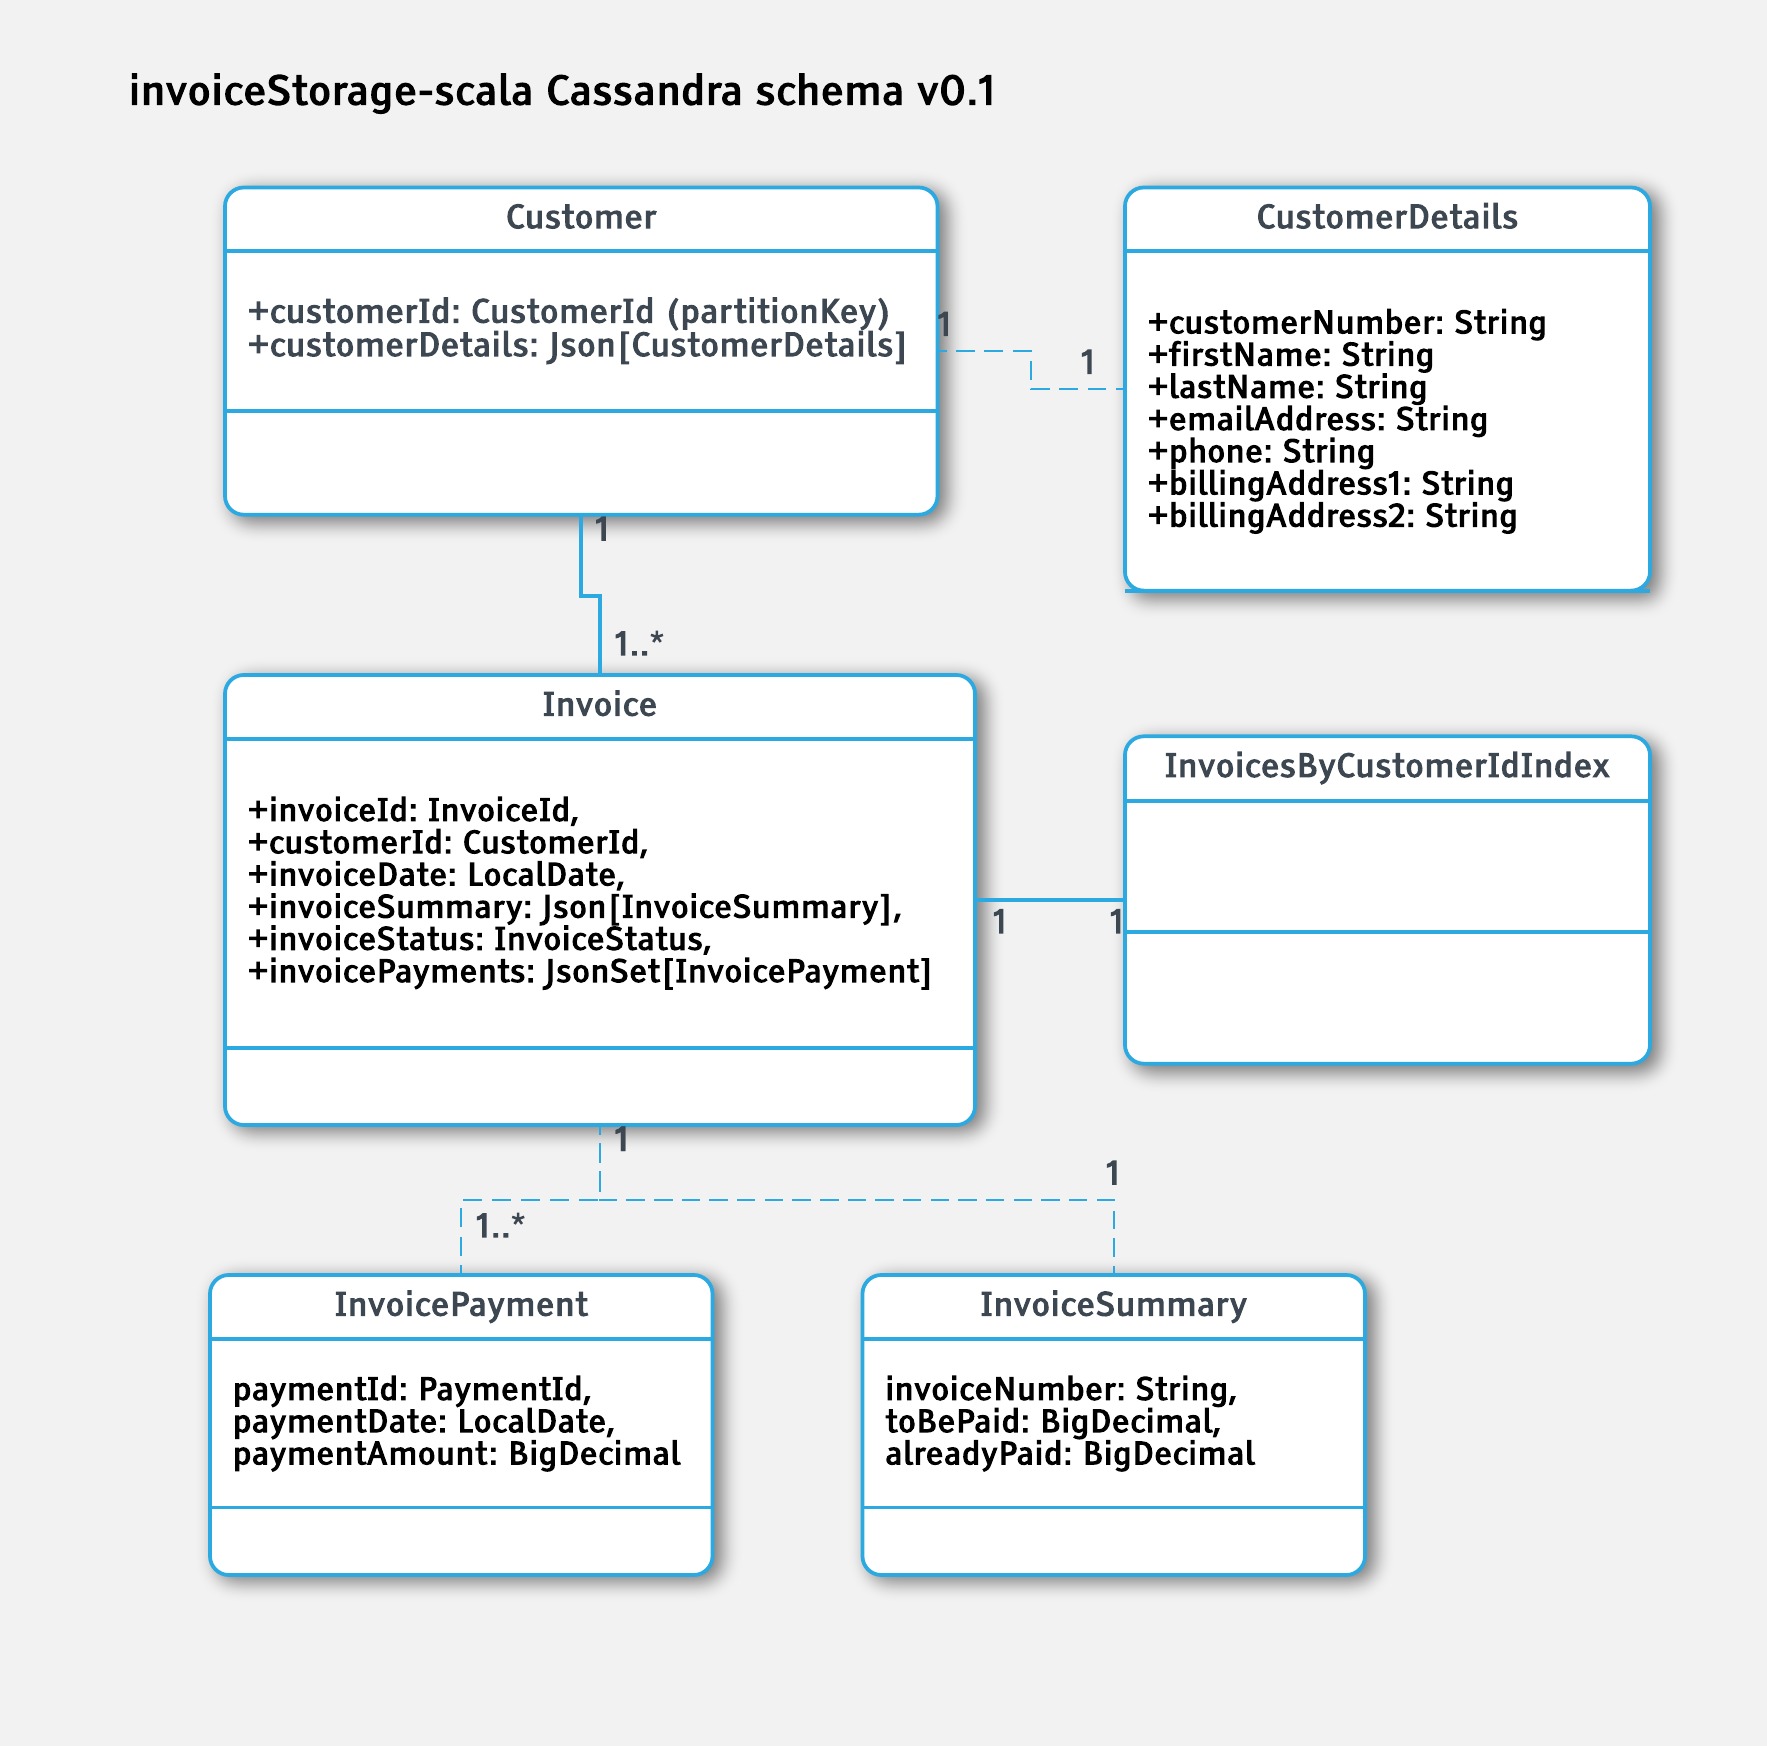 invoiceStorage-scala Cassandra schema v0.1
Customer
+customerId: CustomerId (partitionKey)
+customerDetails: Json[CustomerDetails]
1
1
CustomerDetails
+customerNumber: String
+firstName: String
+lastName: String
+emailAddress: String
+phone: String
+billingAddress1: String
+billingAddress2: String
1
1..*
Invoice
+invoiceId: InvoiceId,
+customerId: CustomerId,
+invoiceDate: LocalDate,
+invoiceSummary: Json[InvoiceSummary],
+invoiceStatus: InvoiceStatus,
+invoicePayments: JsonSet[InvoicePayment]
1
1
InvoicesByCustomerIdIndex
1
1..*
1
InvoicePayment
paymentId: PaymentId,
paymentDate: LocalDate,
paymentAmount: BigDecimal
InvoiceSummary
invoiceNumber: String,
toBePaid: BigDecimal,
alreadyPaid: BigDecimal